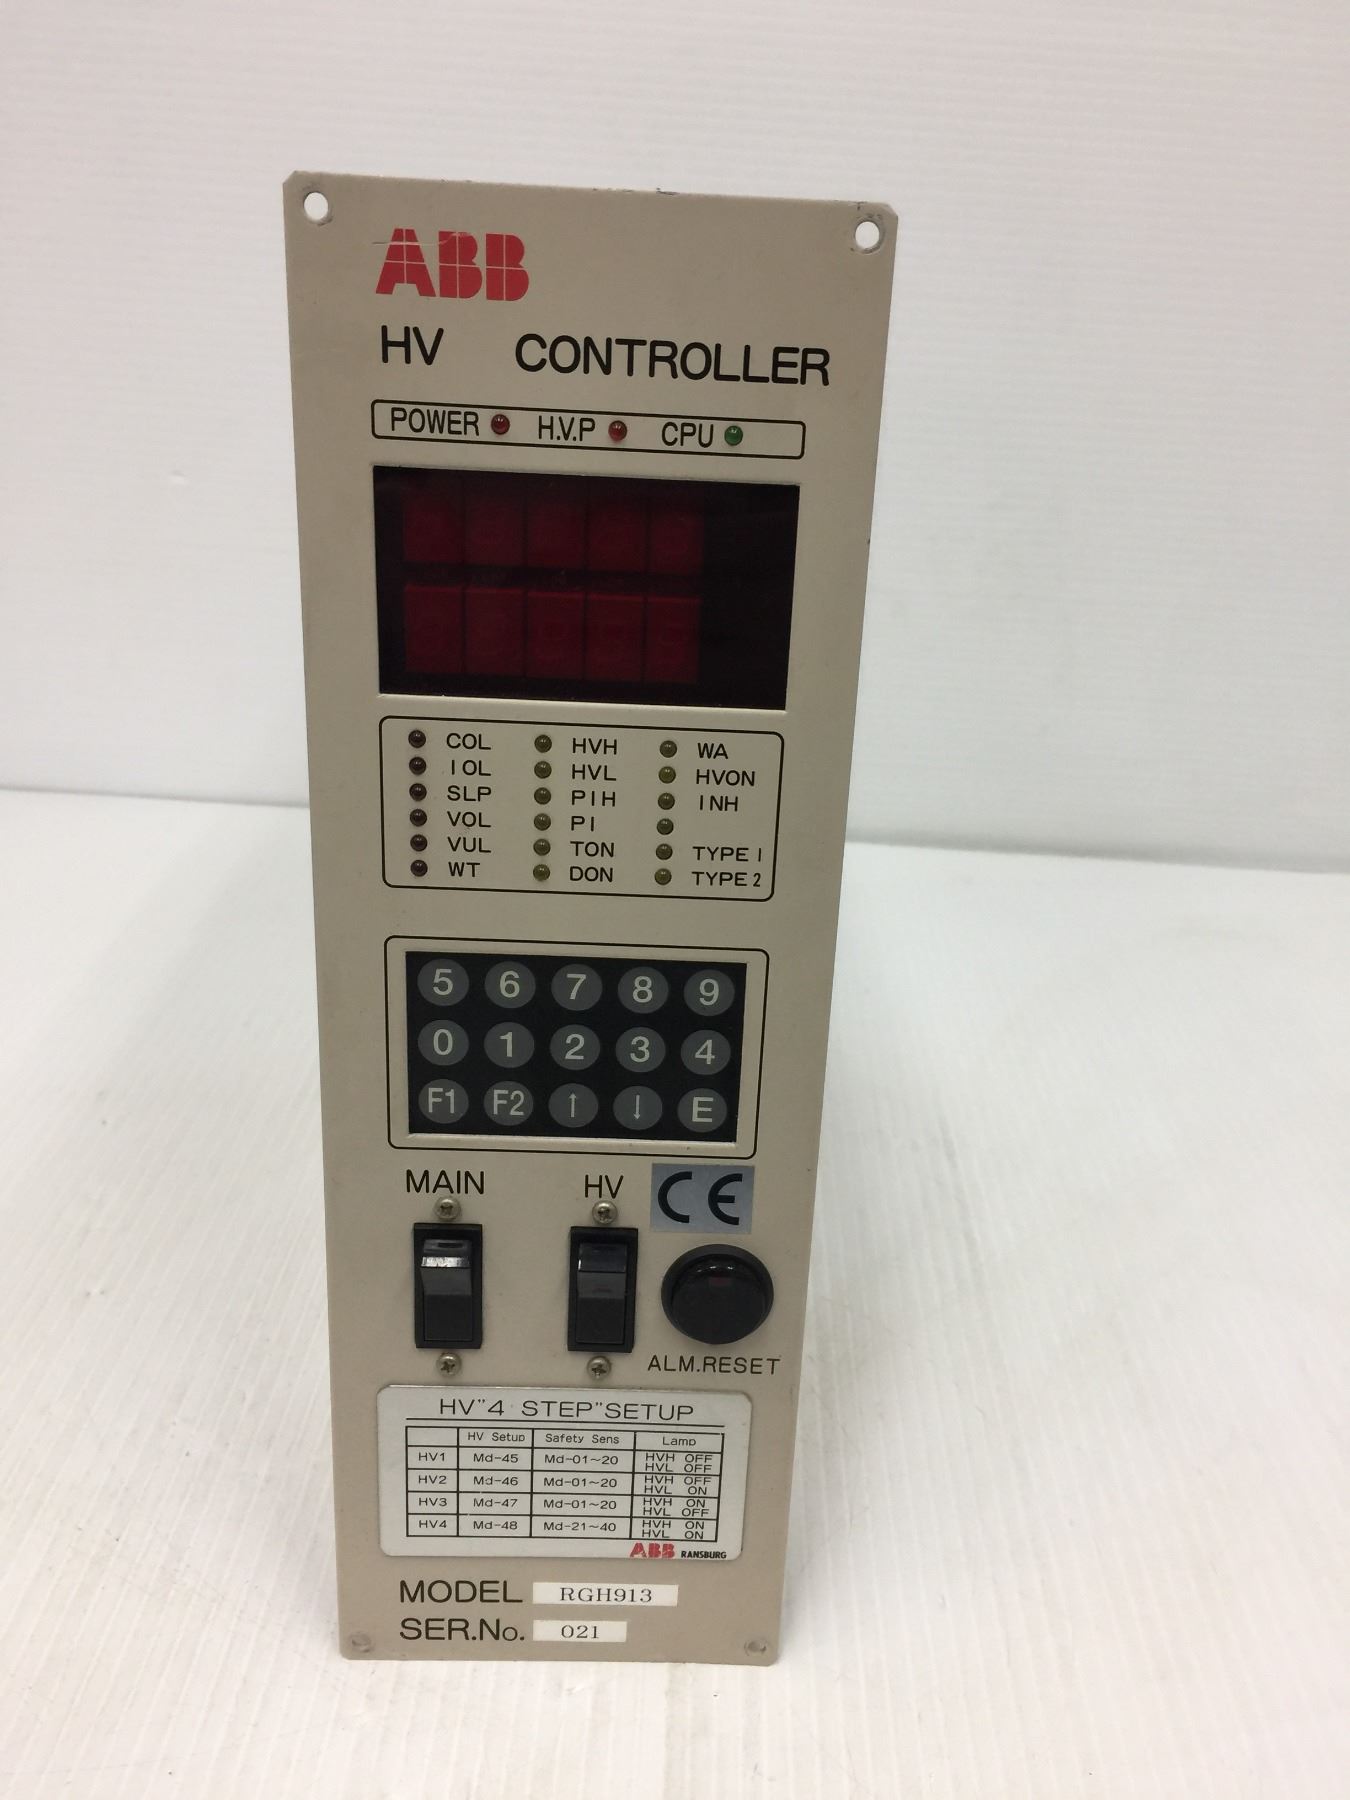 ABB
HV CONTROLLER
POWER H.V.P CPU
COL HVH WA
IOL HVL HVON
SLP PIH INH
VOL PI
VUL TON TYPE 1
WT DON TYPE 2
5 6 7 8 9
0 1 2 3 4
F1 F2 ↑ ↓ E
MAIN HV CE
ALM.RESET
HV"4 STEP"SETUP
HV Setup Safety Sens Lamp
HV1 Md-45 Md-01~20 HVH OFF
HVL OFF
HV2 Md-46 Md-01~20 HVH OFF
HVL ON
HV3 Md-47 Md-01~20 HVH ON
HVL OFF
HV4 Md-48 Md-21~40 HVH ON
HVL ON
ABB RANSBURG
MODEL RGH913
SER.No. 021